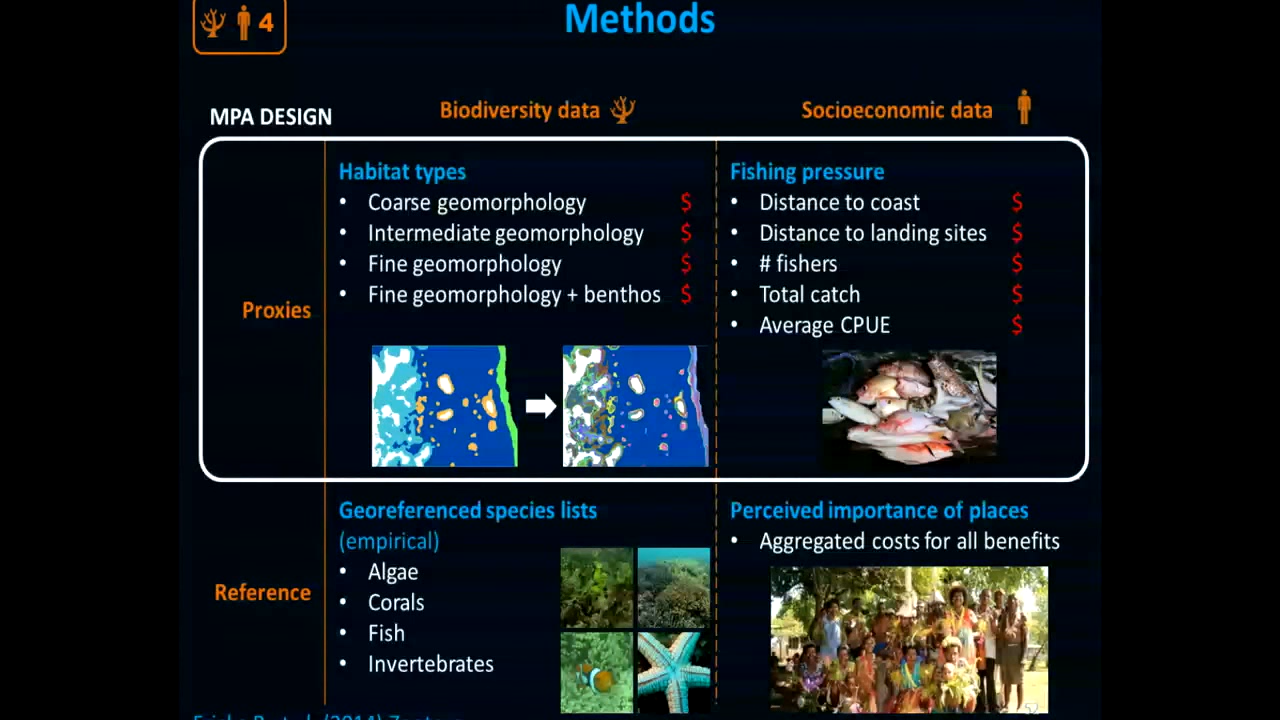 4
Methods
MPA DESIGN
Biodiversity data
Socioeconomic data
Proxies
Habitat types
• Coarse geomorphology $
• Intermediate geomorphology $
• Fine geomorphology $
• Fine geomorphology + benthos $
Fishing pressure
• Distance to coast $
• Distance to landing sites $
• # fishers $
• Total catch $
• Average CPUE $
Reference
Georeferenced species lists
(empirical)
• Algae
• Corals
• Fish
• Invertebrates
Perceived importance of places
• Aggregated costs for all benefits
(2014)